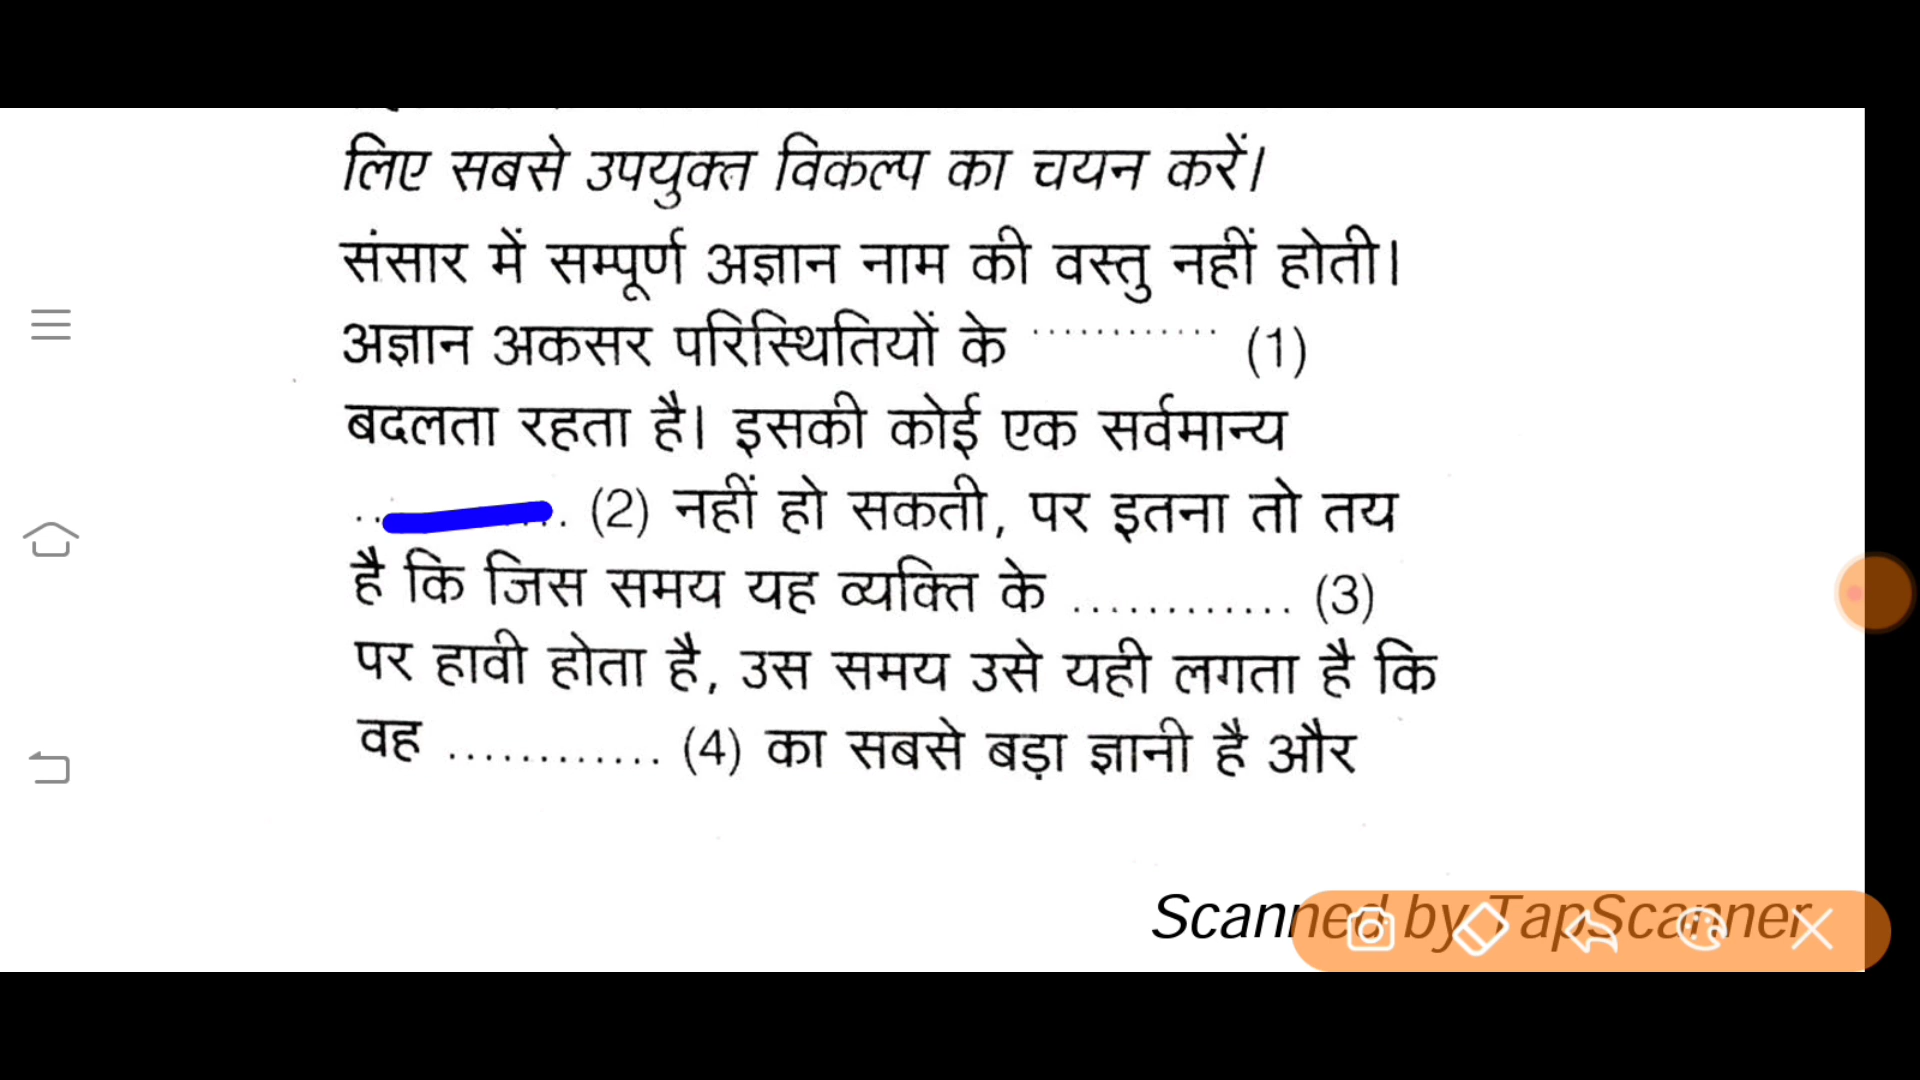 लिए सबसे उपयुक्त विकल्प का चयन करें।
संसार में सम्पूर्ण अज्ञान नाम की वस्तु नहीं होती।
अज्ञान अकसर परिस्थितियों के ............ (1)
बदलता रहता है। इसकी कोई एक सर्वमान्य
............ (2) नहीं हो सकती, पर इतना तो तय
है कि जिस समय यह व्यक्ति के ............ (3)
पर हावी होता है, उस समय उसे यही लगता है कि
वह ............ (4) का सबसे बड़ा ज्ञानी है और
Scanned by TapScanner